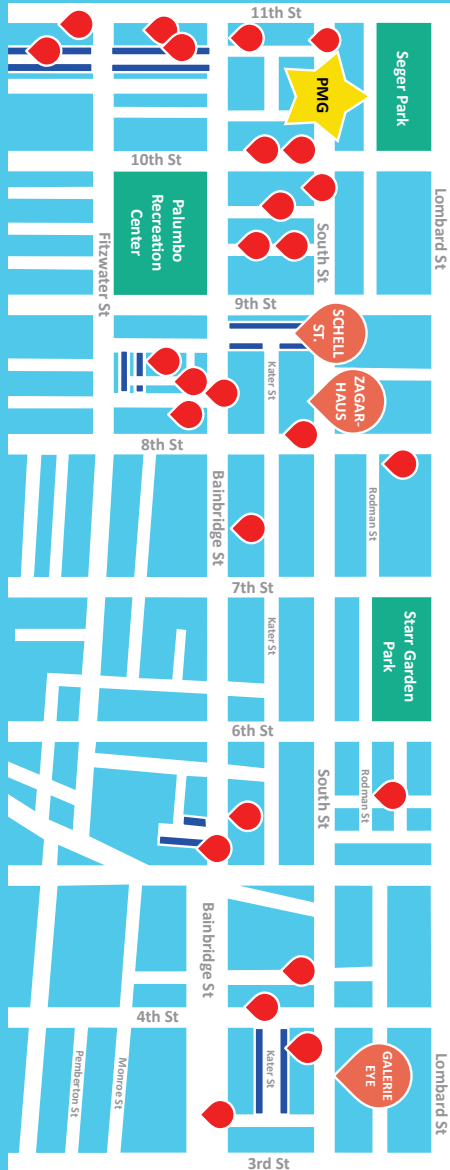 11th St
PMG
Seger Park
10th St
Palumbo
Recreation
Center
Fitzwater St
South St
Lombard St
9th St
SCHELL
ST.
ZAGAR-
HAUS
Kater St
8th St
Bainbridge St
Rodman St
7th St
Kater St
Starr Garden
Park
6th St
South St
Rodman St
Bainbridge St
4th St
Pemberton St
Monroe St
Kater St
GALERIE
EYE
Lombard St
3rd St